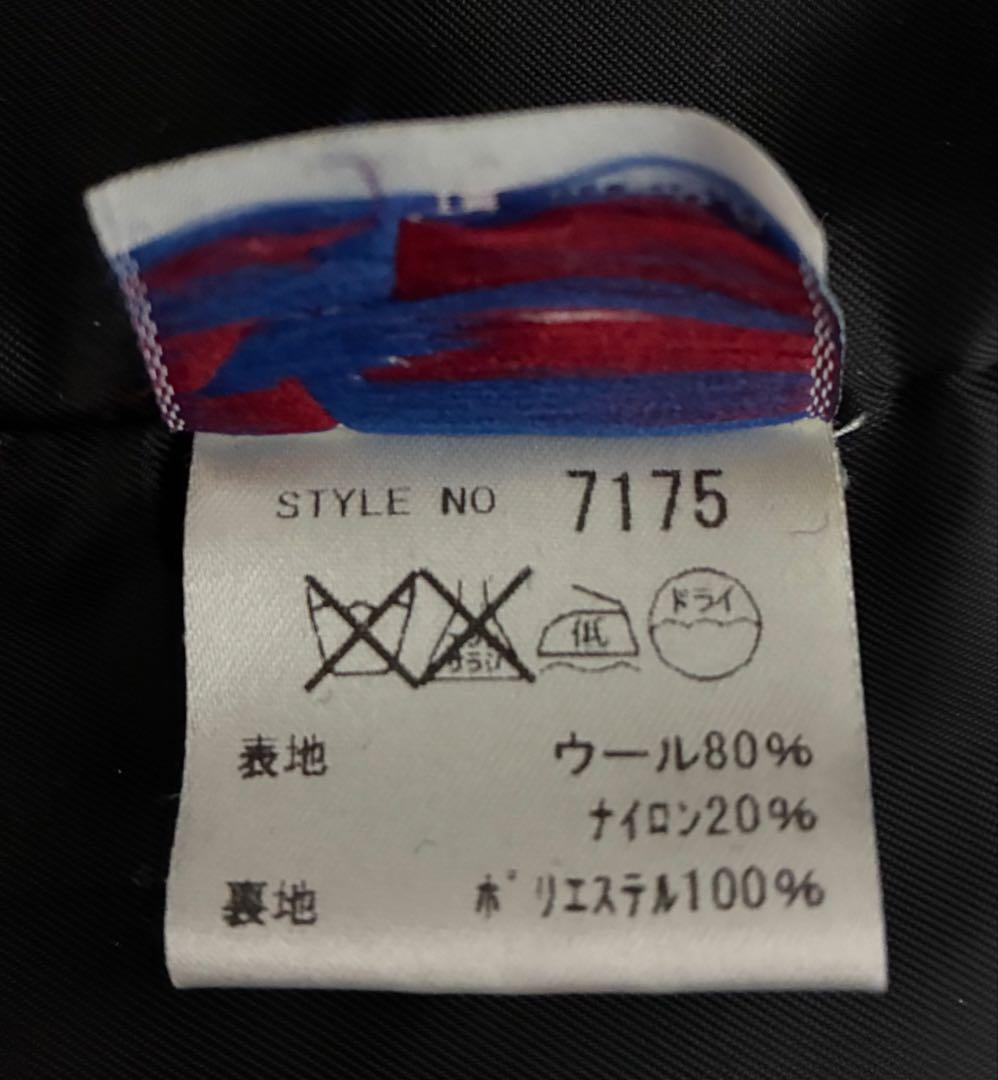 STYLE NO 7175
低 ドライ
表地 ウール80%
ナイロン20%
裏地 ポリエステル100%